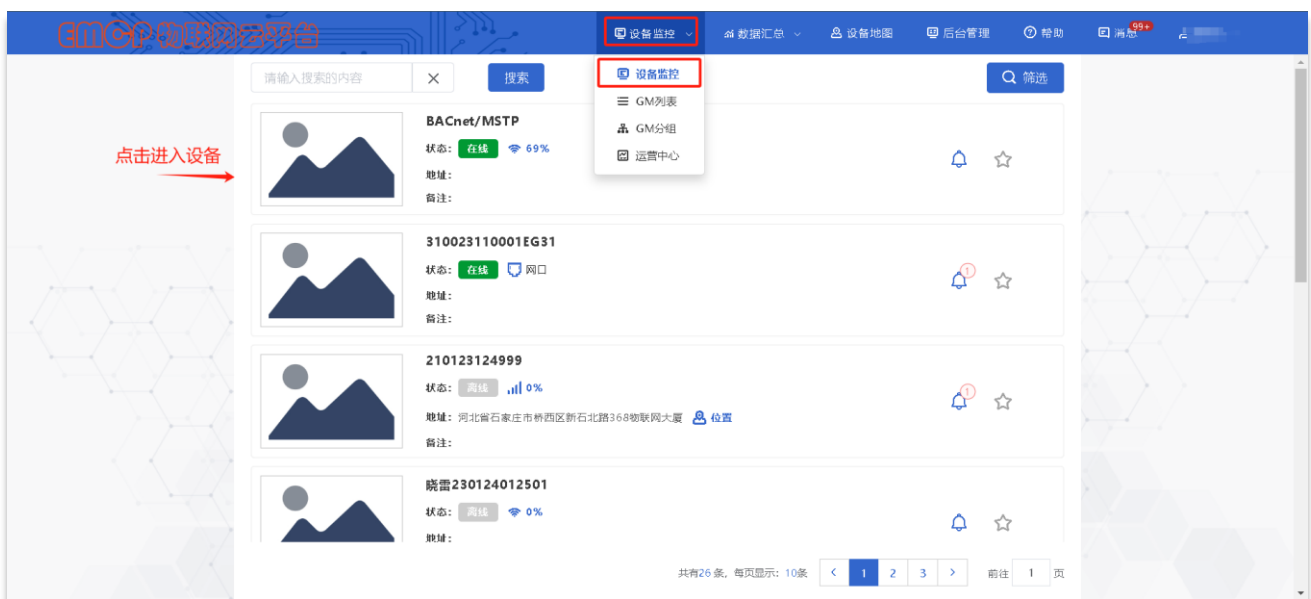 EMCP物联网云平台
设备监控
数据汇总
设备地图
后台管理
帮助
消息
99+
请输入搜索的内容
搜索
设备监控
GM列表
GM分组
运营中心
筛选
点击进入设备
BACnet/MSTP
状态: 在线 69%
地址:
备注:
310023110001EG31
状态: 在线 网口
地址:
备注:
1
210123124999
状态: 离线 0%
地址: 河北省石家庄市桥西区新石北路368物联网大厦 位置
备注:
1
晓雷230124012501
状态: 离线 0%
地址:
共有26条, 每页显示: 10条 < 1 2 3 > 前往 1 页